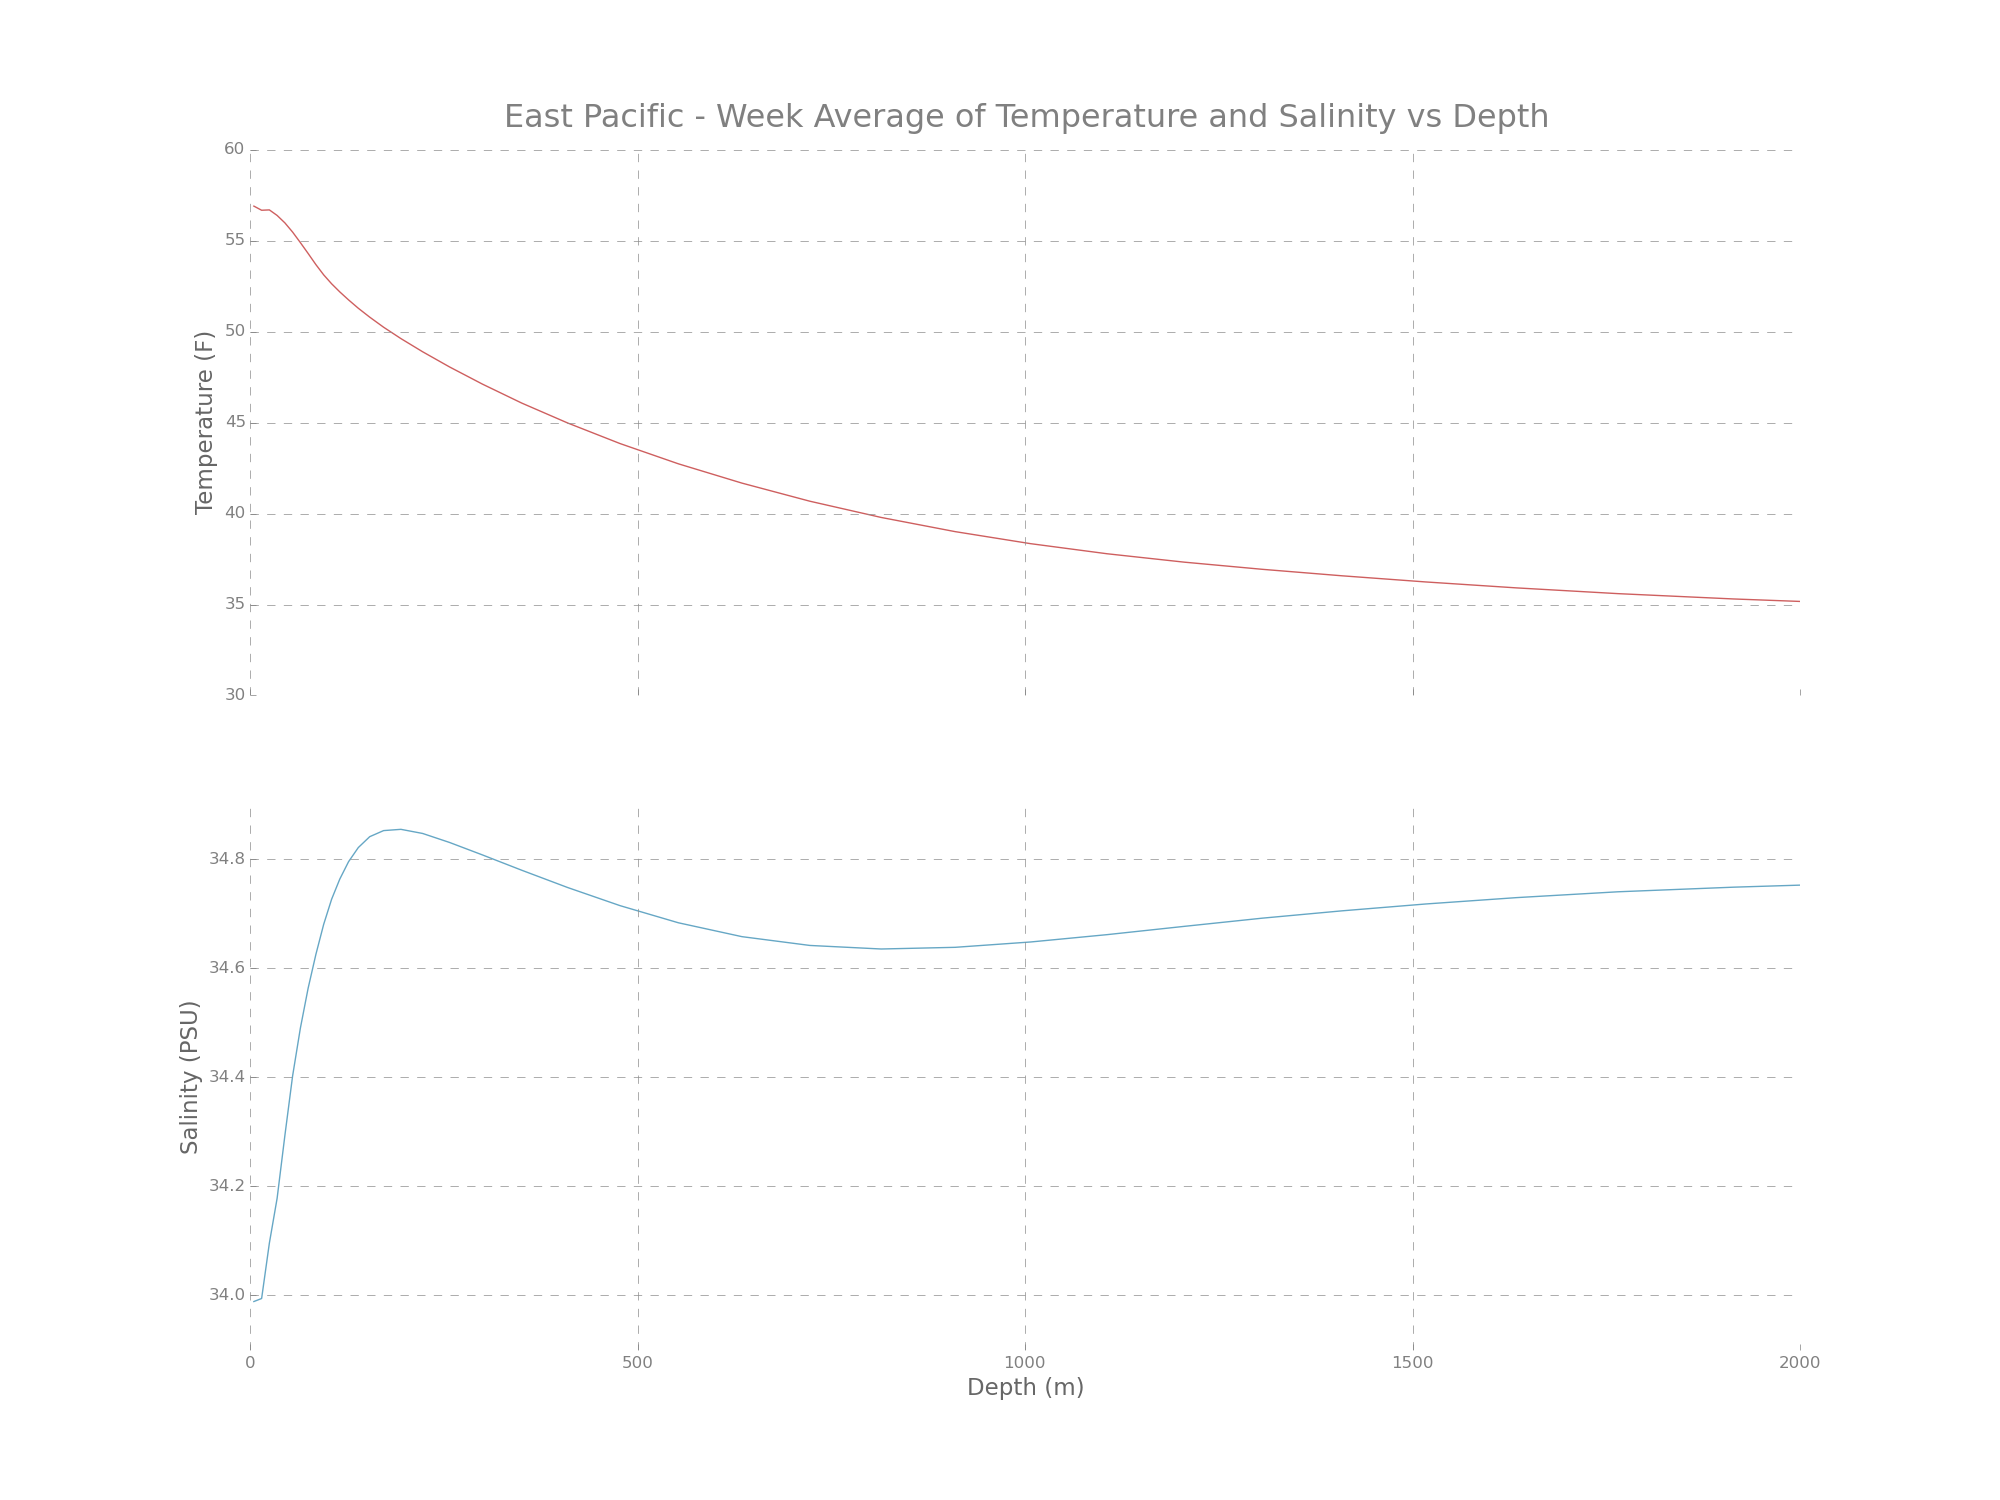 East Pacific - Week Average of Temperature and Salinity vs Depth
60
55
50
45
40
35
30
Temperature (F)
34.8
34.6
34.4
34.2
34.0
Salinity (PSU)
0 500 1000 1500 2000
Depth (m)